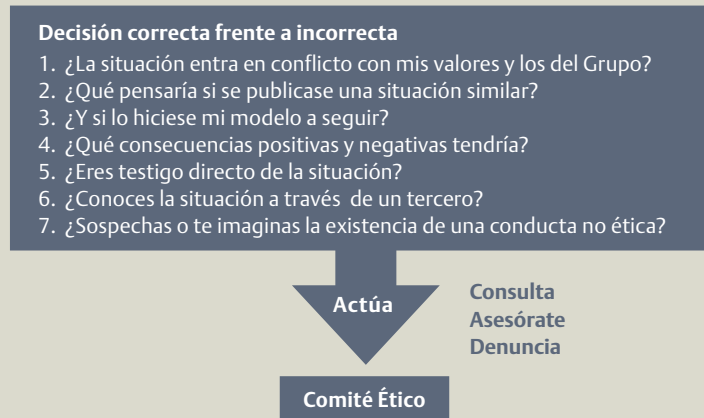 Decisión correcta frente a incorrecta
1. ¿La situación entra en conflicto con mis valores y los del Grupo?
2. ¿Qué pensaría si se publicase una situación similar?
3. ¿Y si lo hiciese mi modelo a seguir?
4. ¿Qué consecuencias positivas y negativas tendría?
5. ¿Eres testigo directo de la situación?
6. ¿Conoces la situación a través de un tercero?
7. ¿Sospechas o te imaginas la existencia de una conducta no ética?
Actúa
Consulta
Asesórate
Denuncia
Comité Ético